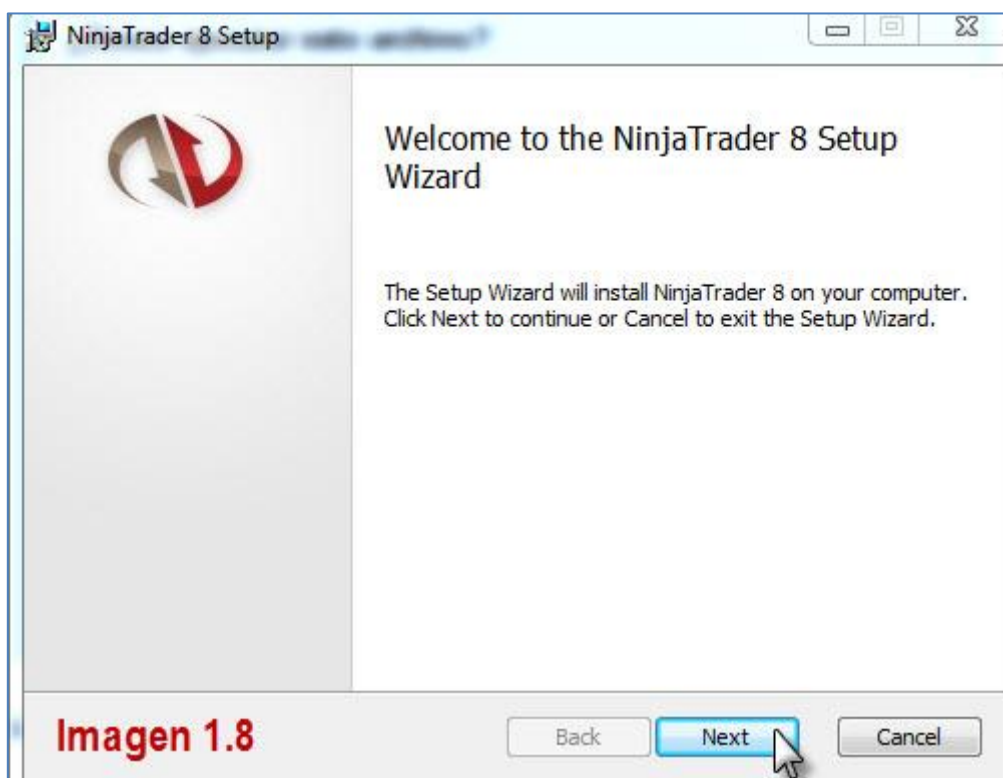 NinjaTrader 8 Setup
Welcome to the NinjaTrader 8 Setup
Wizard
The Setup Wizard will install NinjaTrader 8 on your computer.
Click Next to continue or Cancel to exit the Setup Wizard.
Imagen 1.8
Back
Next
Cancel